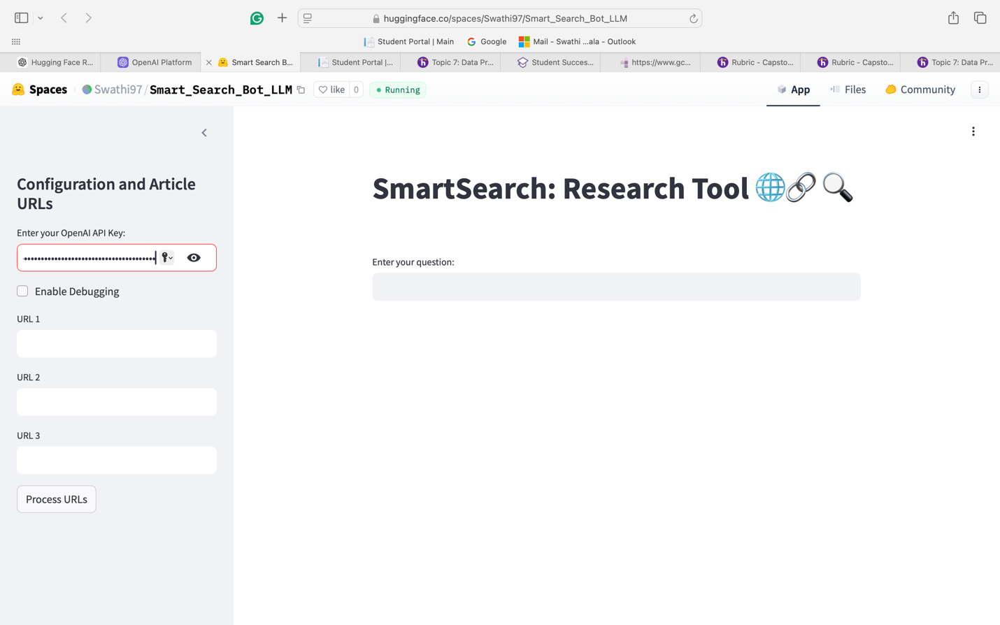 huggingface.co/spaces/Swathi97/Smart_Search_Bot_LLM
Student Portal | Main
Google
Mail - Swathi ...ala - Outlook
Hugging Face R...
OpenAI Platform
Smart Search B...
Student Portal |...
Topic 7: Data Pr...
Student Succes...
https://www.gc...
Rubric - Capsto...
Rubric - Capsto...
Topic 7: Data Pr...
Spaces
Swathi97/Smart_Search_Bot_LLM
like 0
Running
App
Files
Community
Configuration and Article
URLs
Enter your OpenAI API Key:
Enable Debugging
URL 1
URL 2
URL 3
Process URLs
SmartSearch: Research Tool 🌐🔗🔍
Enter your question: